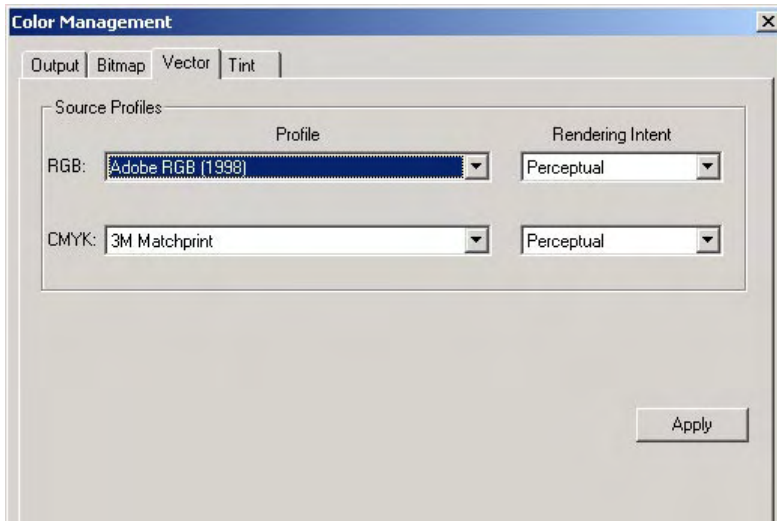 Color Management
Output Bitmap Vector Tint
Source Profiles
Profile Rendering Intent
RGB: Adobe RGB (1998) Perceptual
CMYK: 3M Matchprint Perceptual
Apply